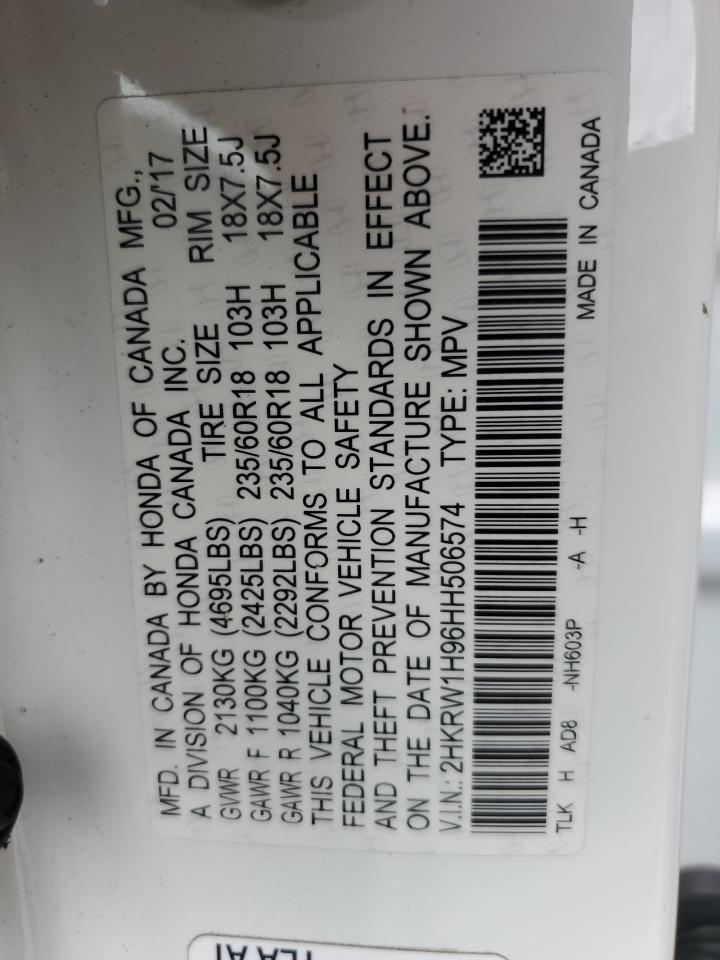 MFD. IN CANADA BY HONDA OF CANADA MFG.,
A DIVISION OF HONDA CANADA INC. 02/'17
GVWR 2130KG (4695LBS) TIRE SIZE RIM SIZE
GAWR F 1100KG (2425LBS) 235/60R18 103H 18X7.5J
GAWR R 1040KG (2292LBS) 235/60R18 103H 18X7.5J
THIS VEHICLE CONFORMS TO ALL APPLICABLE
FEDERAL MOTOR VEHICLE SAFETY
AND THEFT PREVENTION STANDARDS IN EFFECT
ON THE DATE OF MANUFACTURE SHOWN ABOVE.
V.I.N.: 2HKRW1H96HH506574 TYPE: MPV
TLK H AD8 -NH603P -A -H MADE IN CANADA